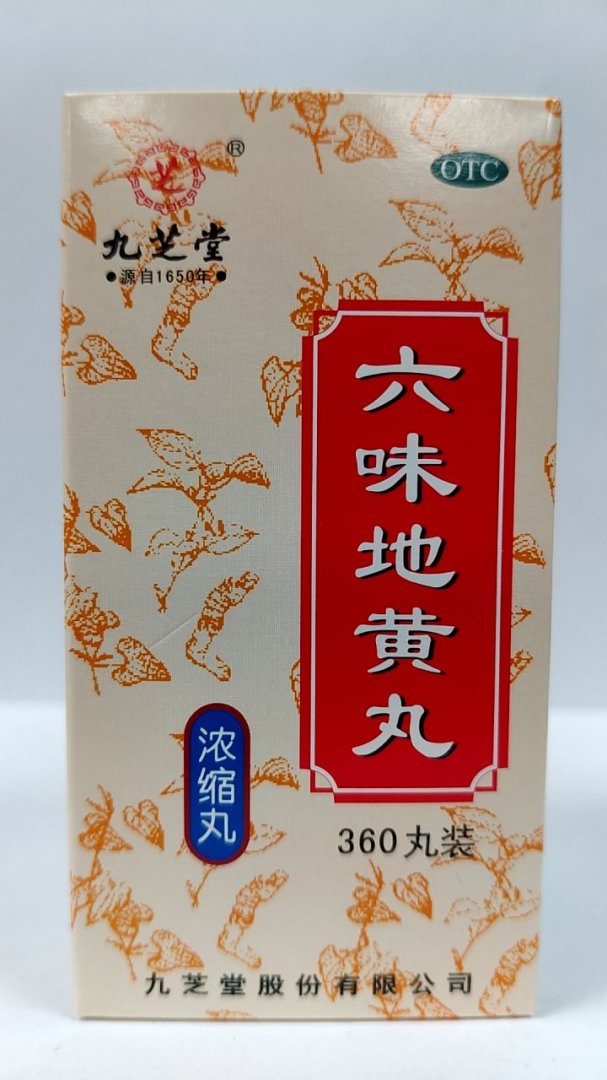 芝
®
九芝堂
●源自1650年●
OTC
六味地黄丸
浓缩丸
360丸装
九芝堂股份有限公司